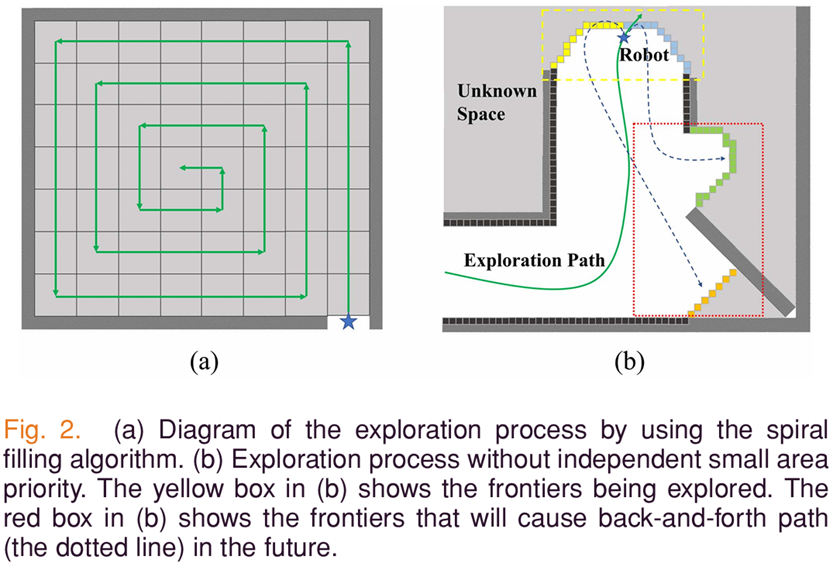 Robot
Unknown
Space
Exploration Path
(a)
(b)
Fig. 2. (a) Diagram of the exploration process by using the spiral
filling algorithm. (b) Exploration process without independent small area
priority. The yellow box in (b) shows the frontiers being explored. The
red box in (b) shows the frontiers that will cause back-and-forth path
(the dotted line) in the future.